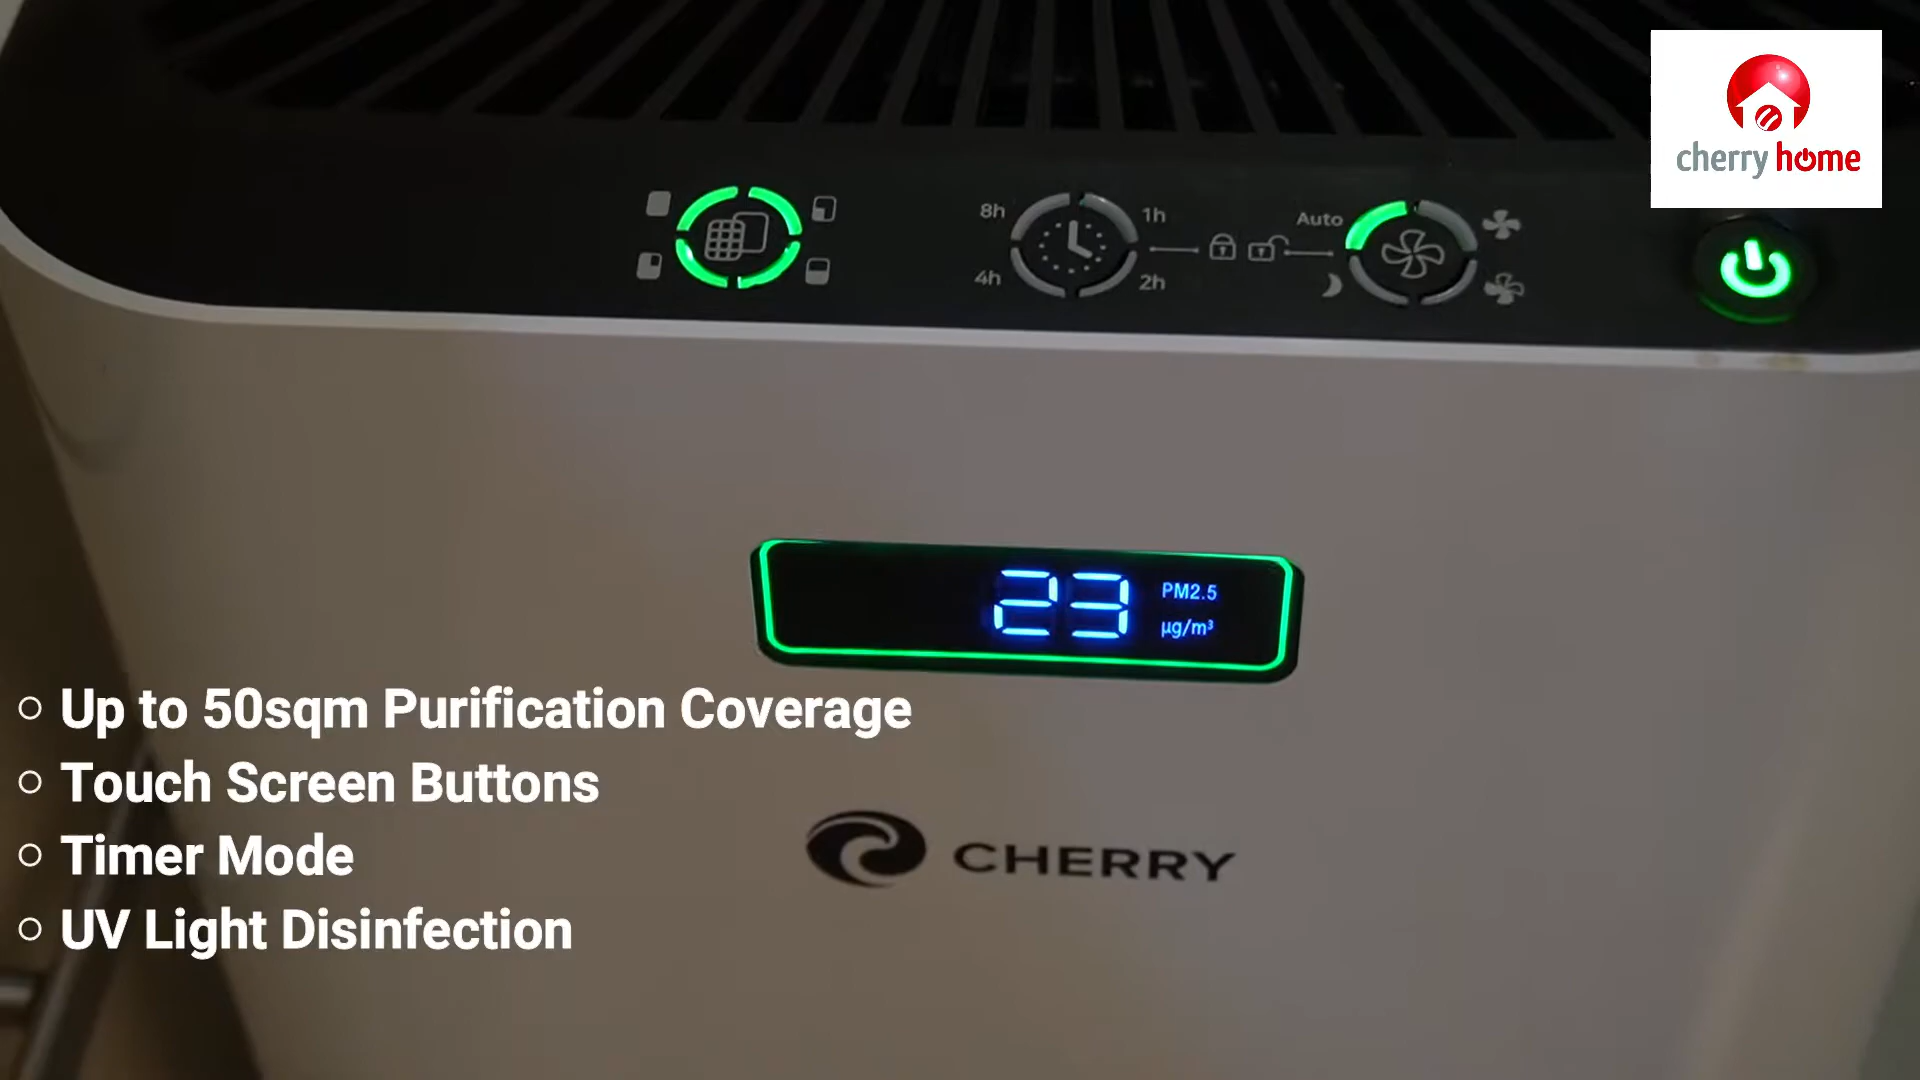 cherry home
8h
1h
Auto
4h
2h
23
PM2.5
µg/m³
Up to 50sqm Purification Coverage
Touch Screen Buttons
Timer Mode
UV Light Disinfection
CHERRY